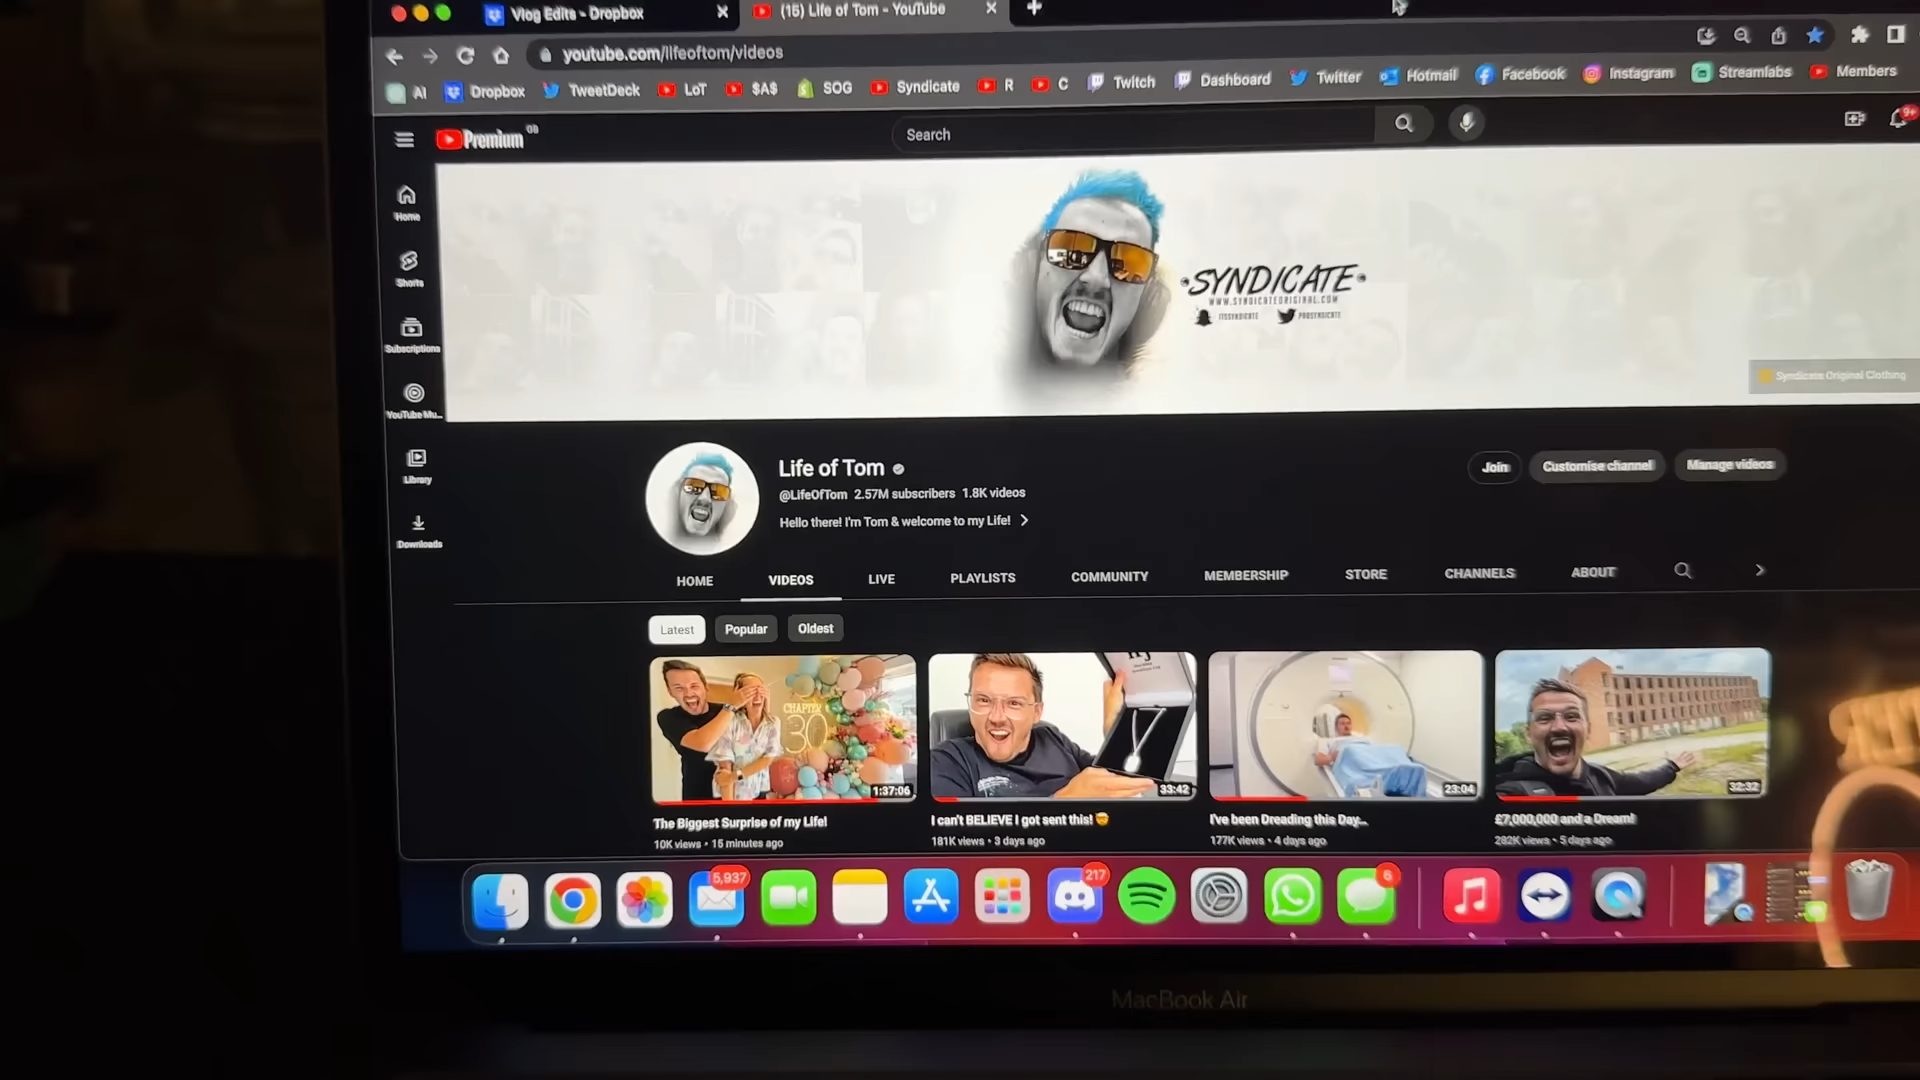 Vlog Edits - Dropbox
(15) Life of Tom - YouTube
youtube.com/lifeoftom/videos
AI Dropbox TweetDeck LoT $A$ SOG Syndicate R C Twitch Dashboard Twitter Hotmail Facebook Instagram Streamlabs Members
Premium GB
Search
9+
Home
Shorts
Subscriptions
YouTube Mu...
Library
Downloads
•SYNDICATE•
WWW.SYNDICATEORIGINAL.COM
ITSSYNDICATE PROSYNDICATE
Syndicate Original Clothing
Life of Tom
@LifeOfTom 2.57M subscribers 1.8K videos
Hello there! I'm Tom & welcome to my Life!
Join Customise channel Manage videos
HOME VIDEOS LIVE PLAYLISTS COMMUNITY MEMBERSHIP STORE CHANNELS ABOUT
Latest Popular Oldest
CHAPTER
30
1:37:06
33:42
23:04
32:32
The Biggest Surprise of my Life!
10K views • 15 minutes ago
I can't BELIEVE I got sent this! 🤯
181K views • 3 days ago
I've been Dreading this Day...
177K views • 4 days ago
£7,000,000 and a Dream!
282K views • 5 days ago
5,937
217
6
MacBook Air